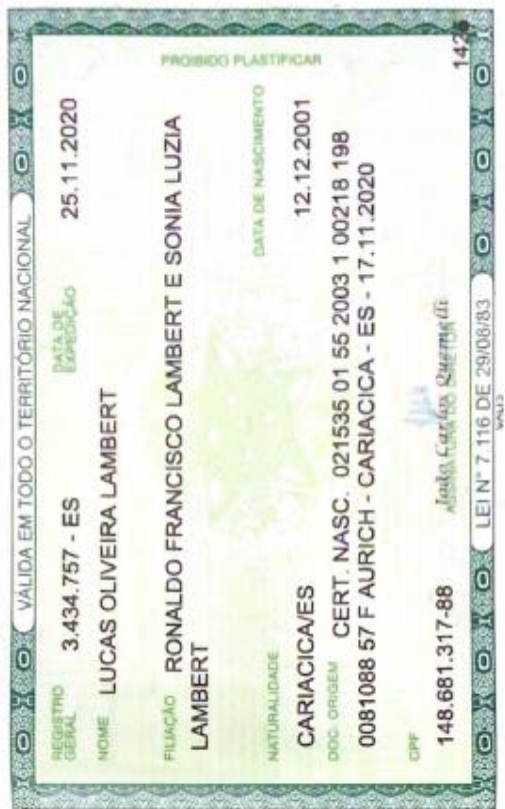 VÁLIDA EM TODO O TERRITÓRIO NACIONAL
REGISTRO GERAL 3.434.757 - ES DATA DE EXPEDIÇÃO 25.11.2020
NOME LUCAS OLIVEIRA LAMBERT
FILIAÇÃO RONALDO FRANCISCO LAMBERT E SONIA LUZIA
LAMBERT
NATURALIDADE DATA DE NASCIMENTO
CARIACICA/ES 12.12.2001
DOC. ORIGEM CERT. NASC. 021535 01 55 2003 1 00218 198
0081088 57 F AURICH - CARIACICA - ES - 17.11.2020
CPF
148.681.317-88
ASSINATURA DO DIRETOR
LEI Nº 7.116 DE 29/08/83
PROIBIDO PLASTIFICAR